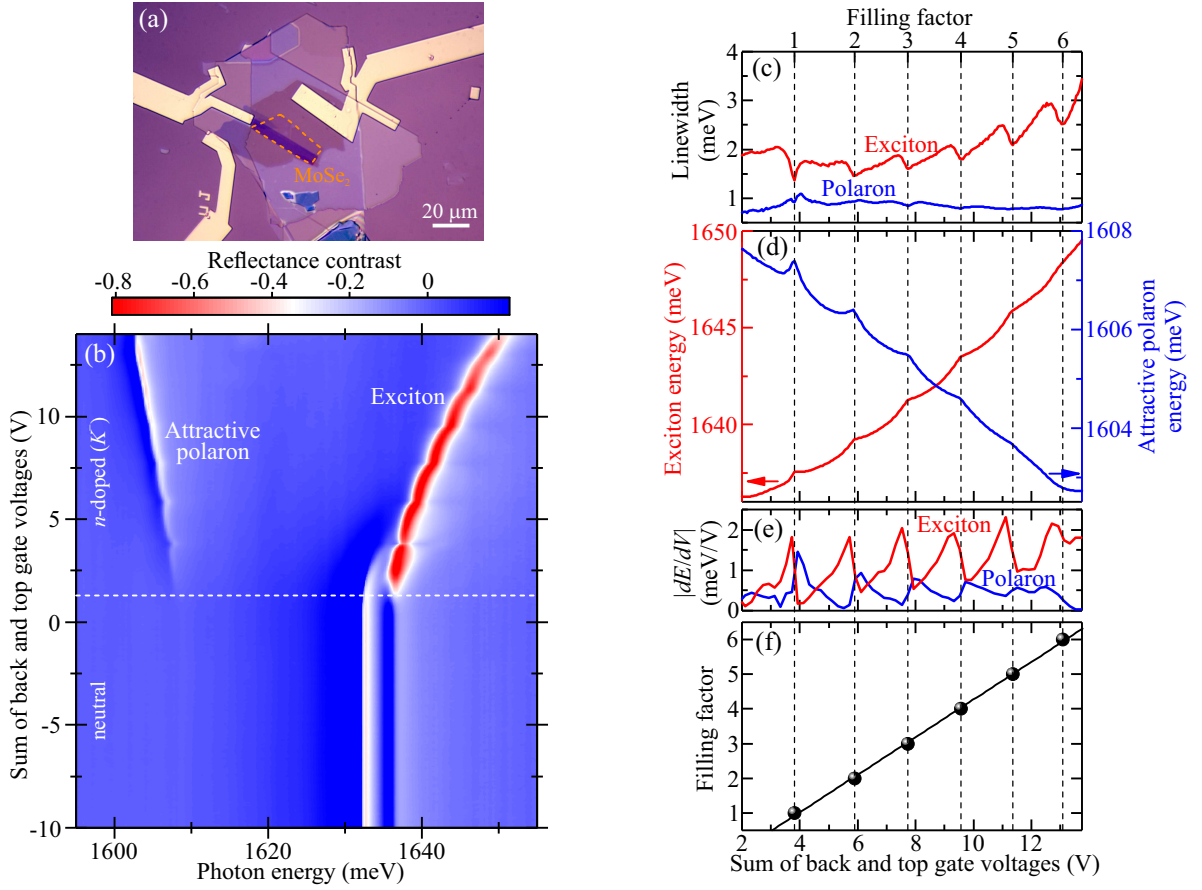 (a)
MoSe₂
20 μm
Reflectance contrast
-0.8
-0.6
-0.4
-0.2
0
(b)
Exciton
Attractive
polaron
n-doped (K⁻)
neutral
Sum of back and top gate voltages (V)
10
5
0
-5
-10
1600
1620
1640
Photon energy (meV)
Filling factor
1 2 3 4 5 6
(c)
Linewidth
(meV)
4
3
2
1
Exciton
Polaron
(d)
Exciton energy (meV)
1650
1645
1640
1608
1606
1604
Attractive polaron
energy (meV)
(e)
|dE/dV|
(meV/V)
2
1
0
Exciton
Polaron
(f)
Filling factor
6
5
4
3
2
1
2 4 6 8 10 12
Sum of back and top gate voltages (V)